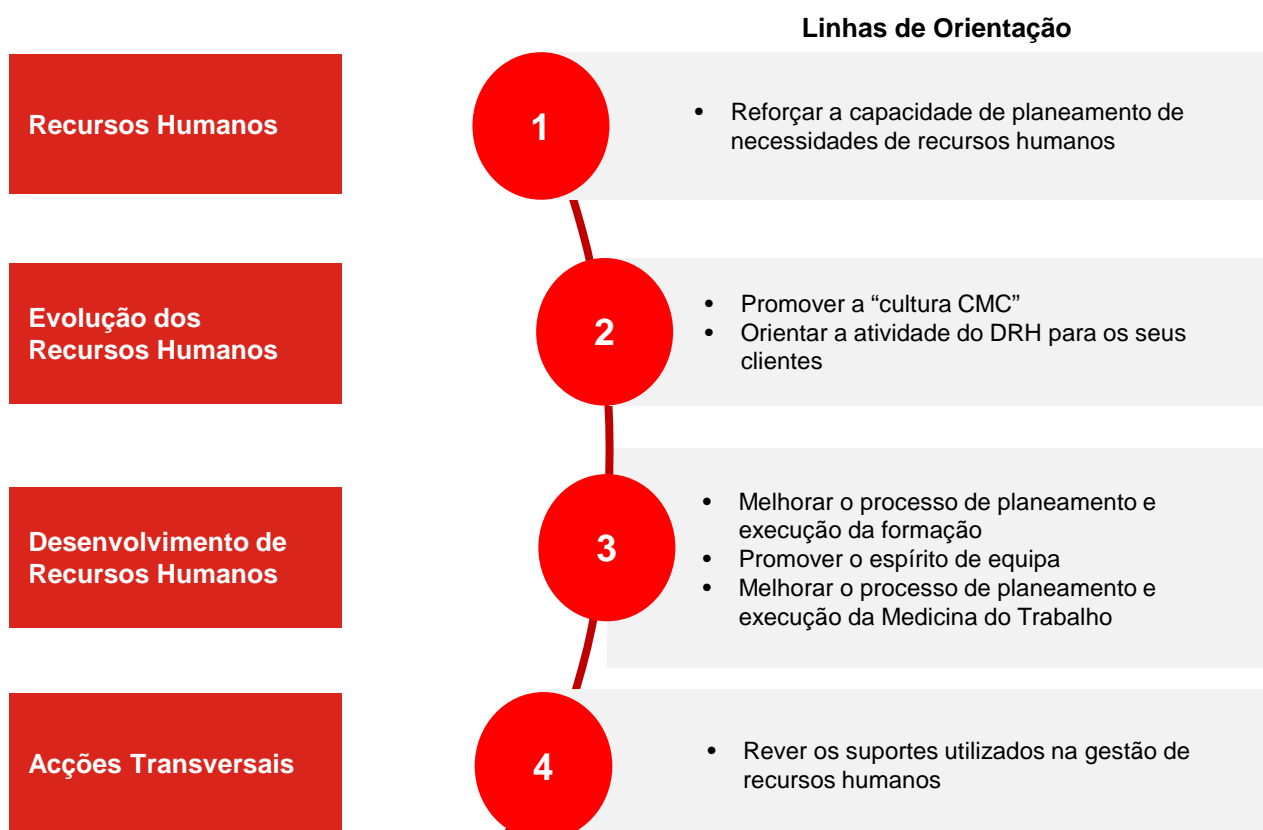 Linhas de Orientação
Recursos Humanos
1
• Reforçar a capacidade de planeamento de
necessidades de recursos humanos
Evolução dos
Recursos Humanos
2
• Promover a “cultura CMC”
• Orientar a atividade do DRH para os seus
clientes
Desenvolvimento de
Recursos Humanos
3
• Melhorar o processo de planeamento e
execução da formação
• Promover o espírito de equipa
• Melhorar o processo de planeamento e
execução da Medicina do Trabalho
Acções Transversais
4
• Rever os suportes utilizados na gestão de
recursos humanos